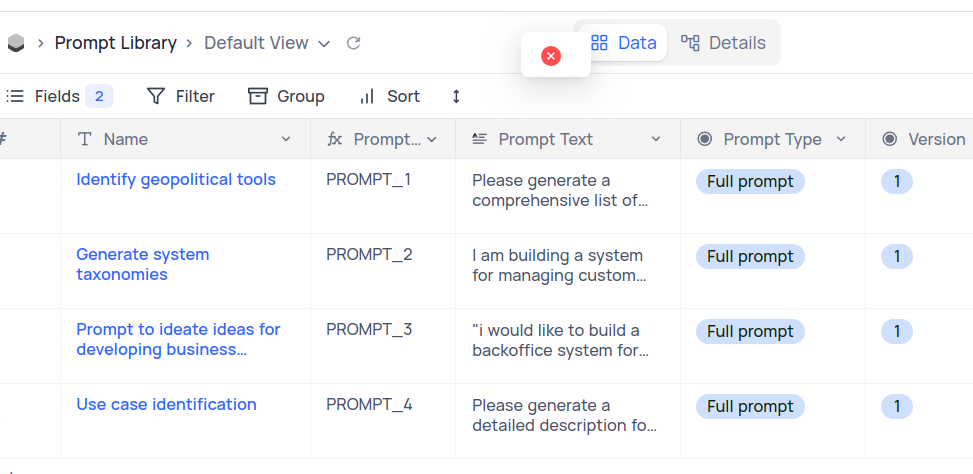 Prompt Library Default View Data Details
Fields 2 Filter Group Sort
# Name Prompt... Prompt Text Prompt Type Version
Identify geopolitical tools PROMPT_1 Please generate a Full prompt 1
comprehensive list of...
Generate system PROMPT_2 I am building a system Full prompt 1
taxonomies for managing custom...
Prompt to ideate ideas for PROMPT_3 "i would like to build a Full prompt 1
developing business... backoffice system for...
Use case identification PROMPT_4 Please generate a Full prompt 1
detailed description fo...